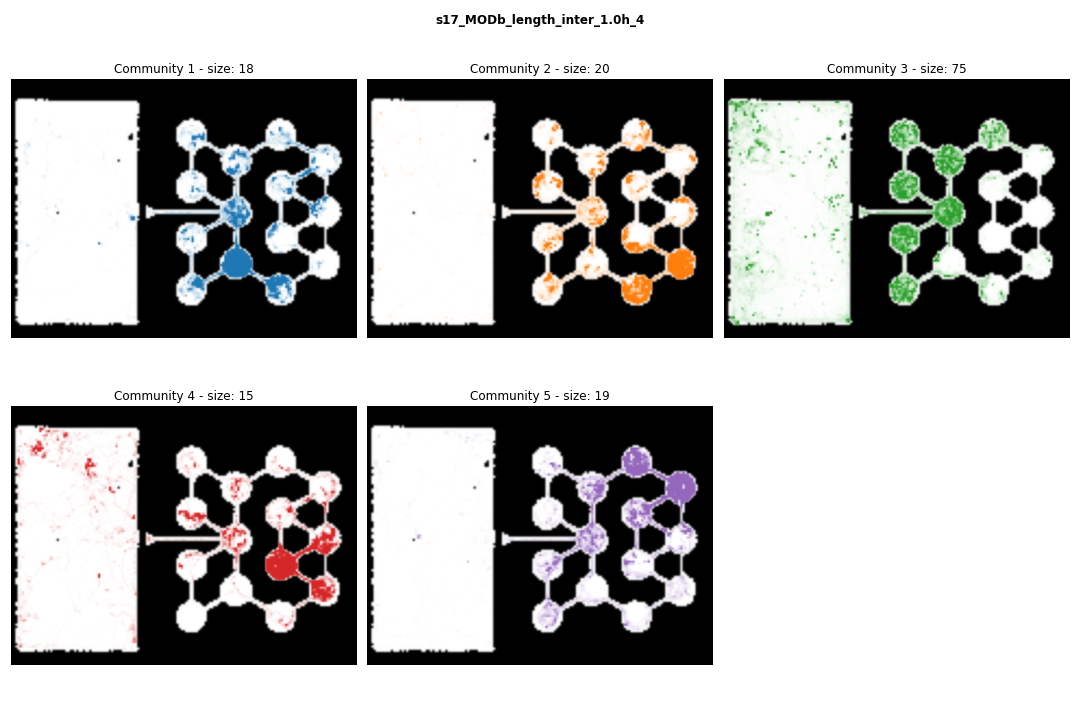 s17_MODb_length_inter_1.0h_4
Community 1 - size: 18
Community 2 - size: 20
Community 3 - size: 75
Community 4 - size: 15
Community 5 - size: 19